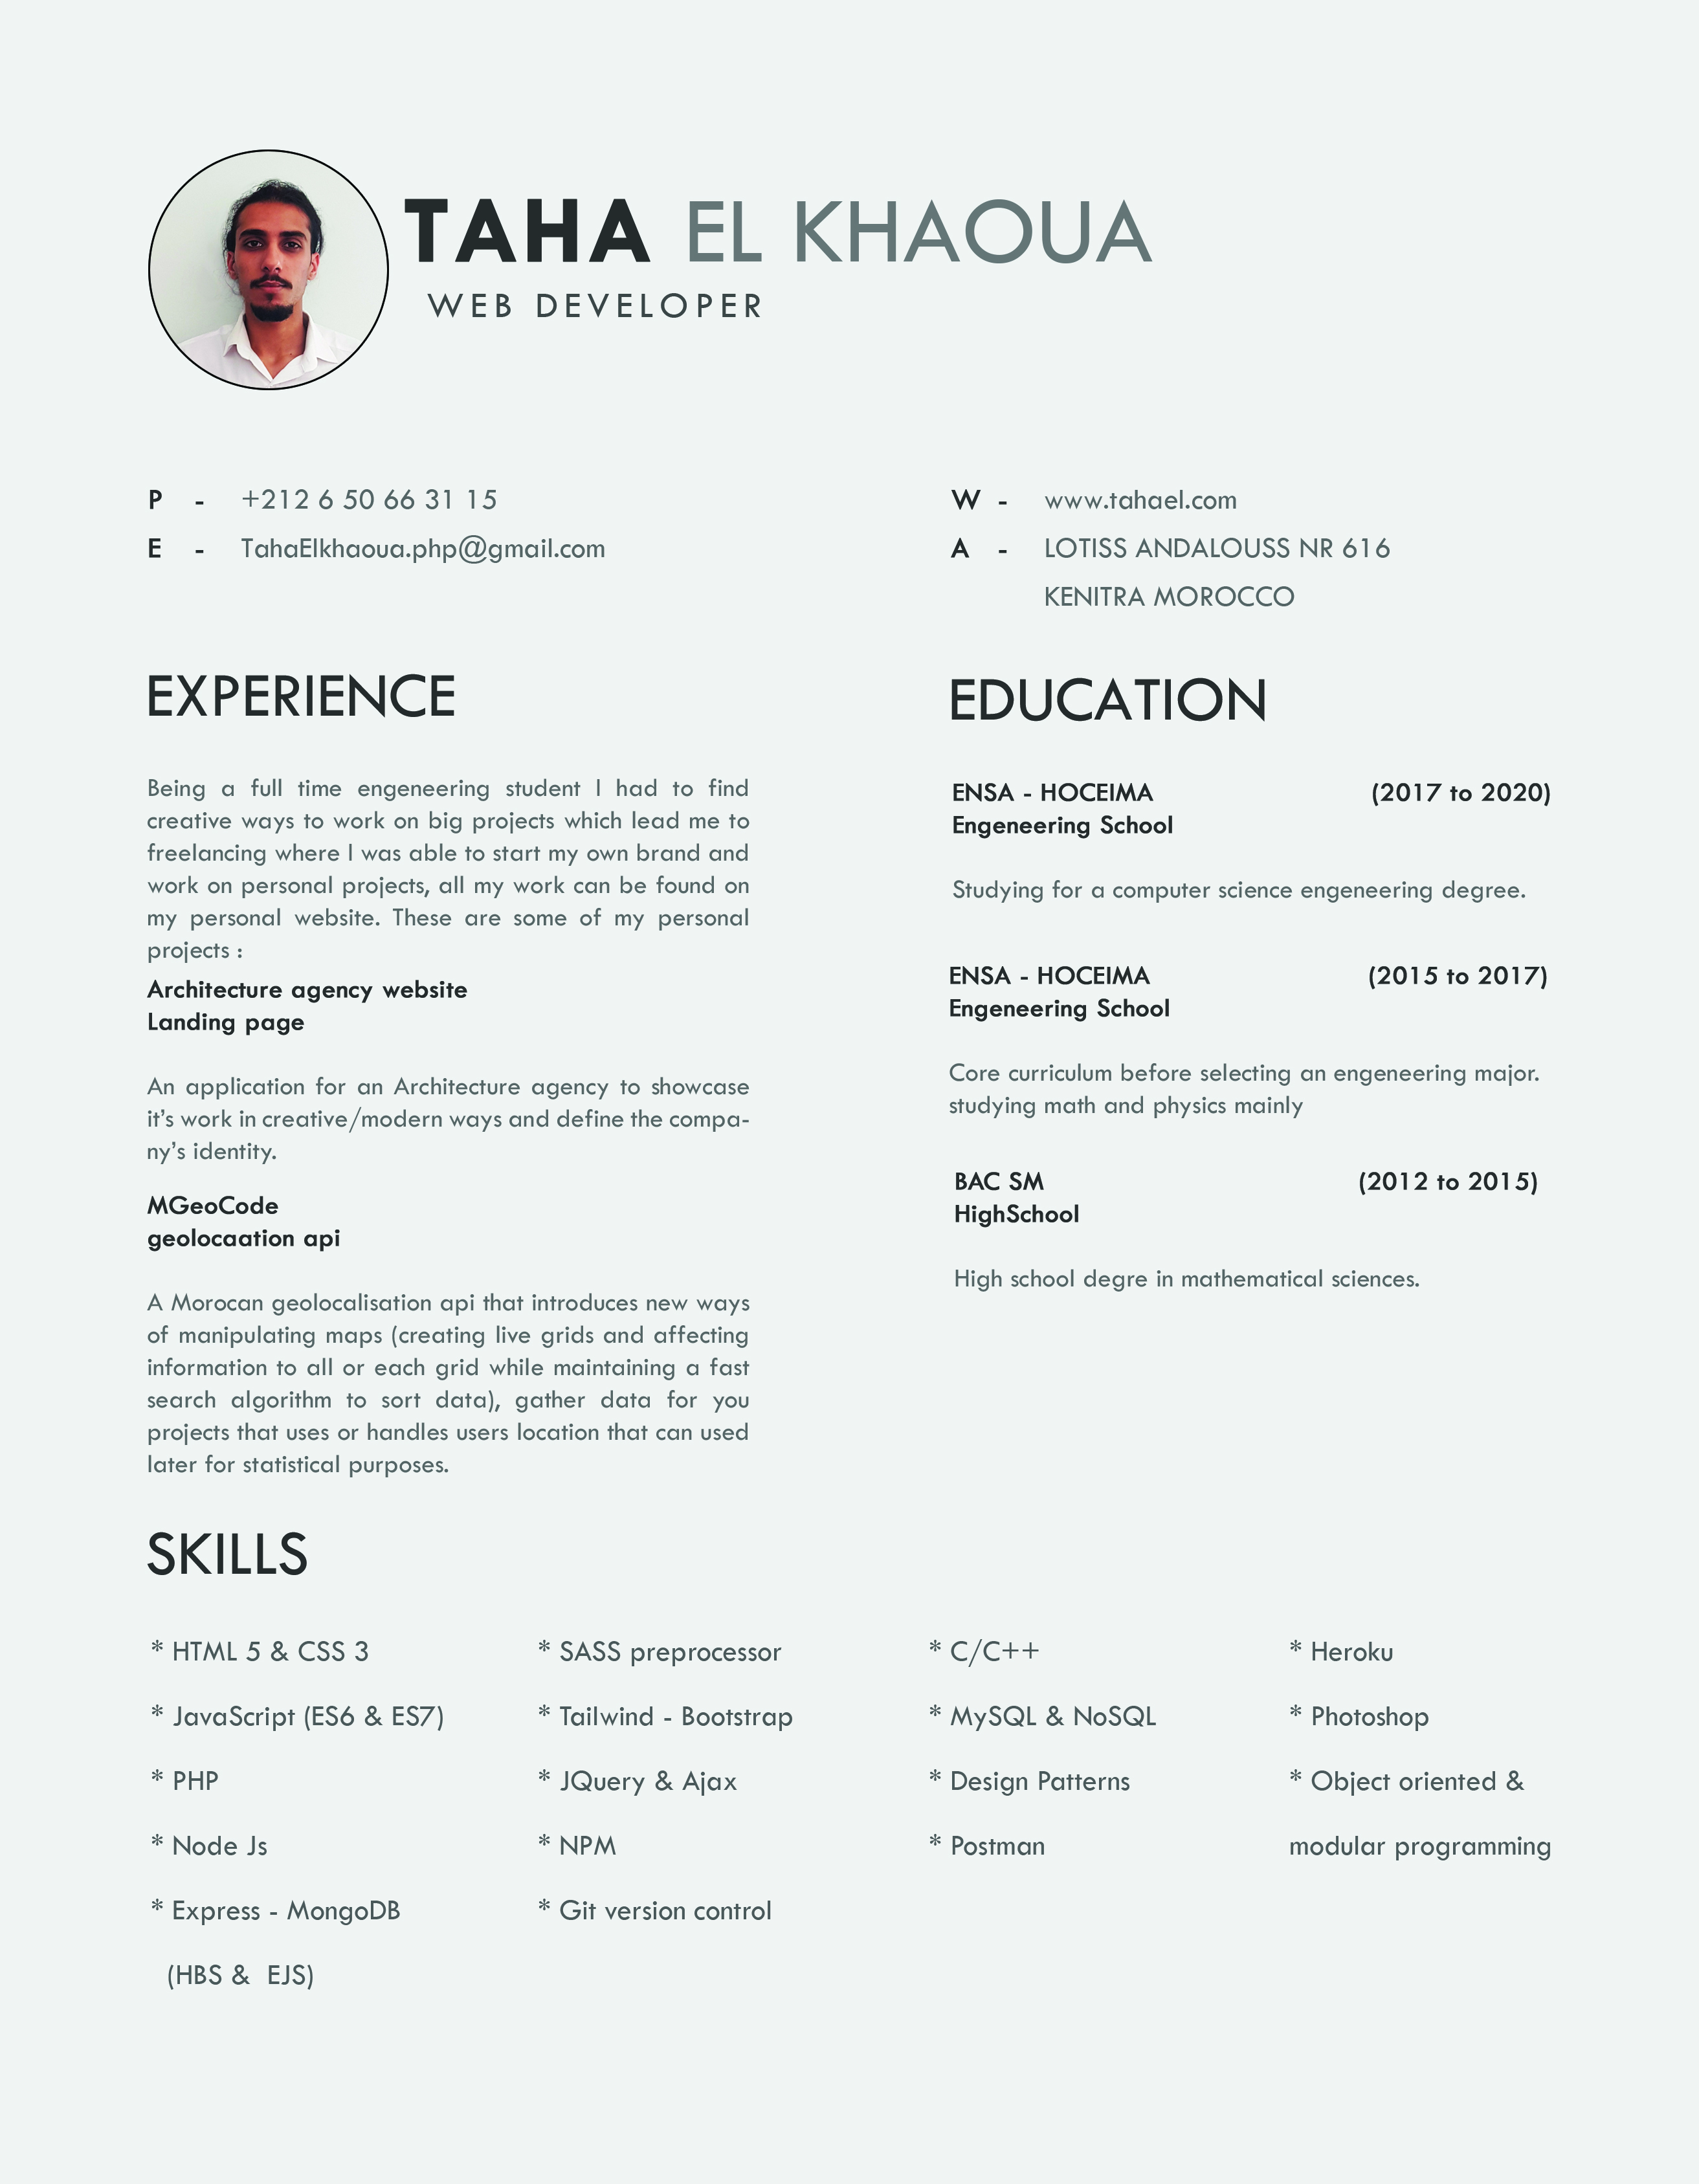 TAHA EL KHAOUA
WEB DEVELOPER
P - +212 6 50 66 31 15
E - TahaElkhaoua.php@gmail.com
W - www.tahael.com
A - LOTISS ANDALOUSS NR 616
KENITRA MOROCCO
EXPERIENCE
Being a full time engeneering student I had to find
creative ways to work on big projects which lead me to
freelancing where I was able to start my own brand and
work on personal projects, all my work can be found on
my personal website. These are some of my personal
projects :
Architecture agency website
Landing page
An application for an Architecture agency to showcase
it's work in creative/modern ways and define the compa-
ny's identity.
MGeoCode
geolocaation api
A Morocan geolocalisation api that introduces new ways
of manipulating maps (creating live grids and affecting
information to all or each grid while maintaining a fast
search algorithm to sort data), gather data for you
projects that uses or handles users location that can used
later for statistical purposes.
EDUCATION
ENSA - HOCEIMA (2017 to 2020)
Engeneering School
Studying for a computer science engeneering degree.
ENSA - HOCEIMA (2015 to 2017)
Engeneering School
Core curriculum before selecting an engeneering major.
studying math and physics mainly
BAC SM (2012 to 2015)
HighSchool
High school degre in mathematical sciences.
SKILLS
* HTML 5 & CSS 3
* JavaScript (ES6 & ES7)
* PHP
* Node Js
* Express - MongoDB
(HBS & EJS)
* SASS preprocessor
* Tailwind - Bootstrap
* JQuery & Ajax
* NPM
* Git version control
* C/C++
* MySQL & NoSQL
* Design Patterns
* Postman
* Heroku
* Photoshop
* Object oriented &
modular programming